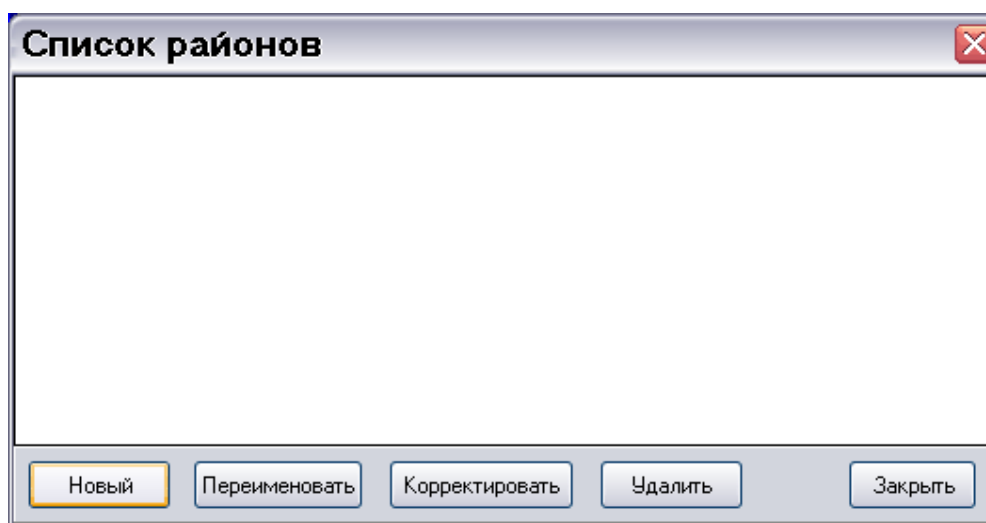 Список районов
Новый Переименовать Корректировать Удалить Закрыть